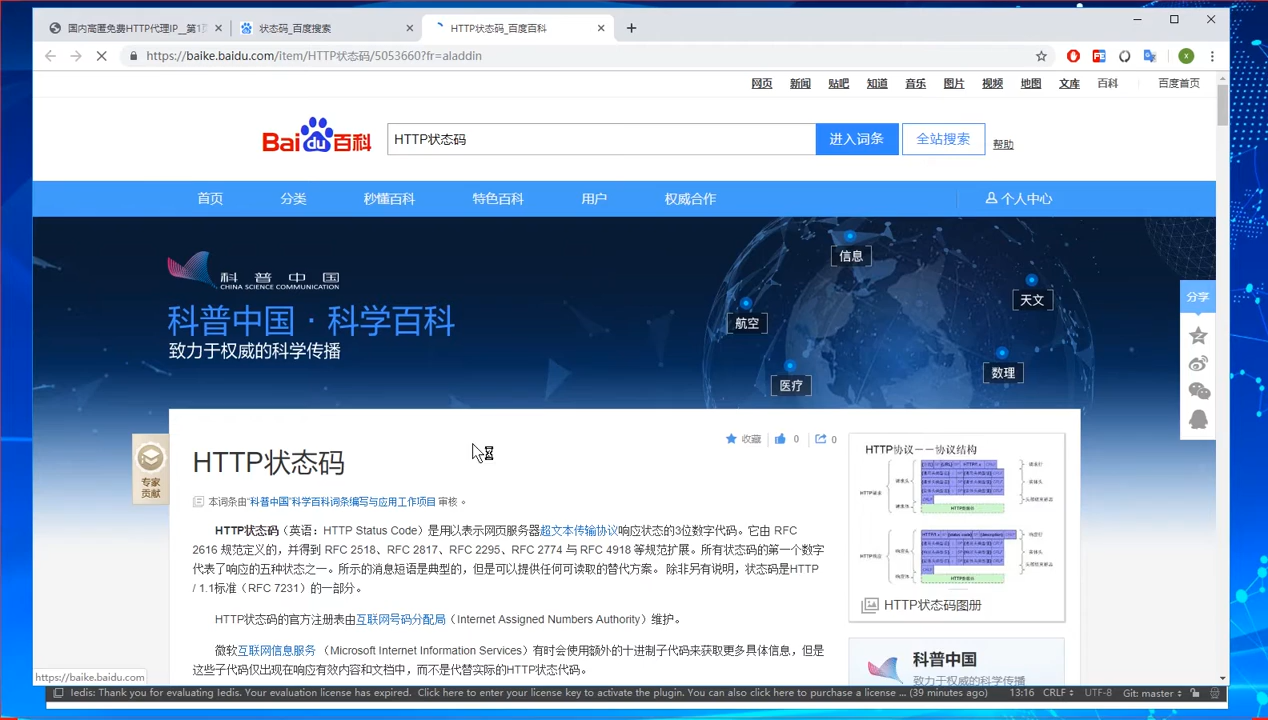 国内高匿免费HTTP代理IP_第1页
状态码_百度搜索
HTTP状态码_百度百科
https://baike.baidu.com/item/HTTP状态码/5053660?fr=aladdin
x
网页 新闻 贴吧 知道 音乐 图片 视频 地图 文库 百科 百度首页
Bai du 百科
HTTP状态码
进入词条
全站搜索
帮助
首页 分类 秒懂百科 特色百科 用户 权威合作 个人中心
科普中国
CHINA SCIENCE COMMUNICATION
科普中国·科学百科
致力于权威的科学传播
信息
天文
航空
数理
医疗
分享
专家
贡献
HTTP状态码
收藏 0 0
本词条由“科普中国”科学百科词条编写与应用工作项目 审核 。
HTTP状态码（英语：HTTP Status Code）是用以表示网页服务器超文本传输协议响应状态的3位数字代码。它由 RFC
2616 规范定义的，并得到 RFC 2518、RFC 2817、RFC 2295、RFC 2774 与 RFC 4918 等规范扩展。所有状态码的第一个数字
代表了响应的五种状态之一。所示的消息短语是典型的，但是可以提供任何可读取的替代方案。除非另有说明，状态码是HTTP
/ 1.1标准（RFC 7231）的一部分。
HTTP状态码的官方注册表由互联网号码分配局（Internet Assigned Numbers Authority）维护。
微软互联网信息服务 （Microsoft Internet Information Services）有时会使用额外的十进制子代码来获取更多具体信息，但是
这些子代码仅出现在响应有效内容和文档中，而不是代替实际的HTTP状态代码。
HTTP协议——协议结构
HTTP状态码图册
科普中国
致力于权威的科学传播
https://baike.baidu.com
Iedis: Thank you for evaluating Iedis. Your evaluation license has expired. Click here to enter your license key to activate the plugin. You can also click here to purchase a license ... (39 minutes ago) 13:16 CRLF UTF-8 Git: master